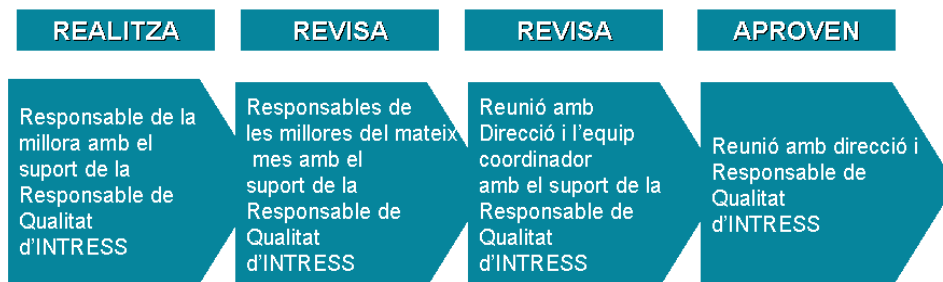 REALITZA
REVISA
REVISA
APROVEN
Responsable de la
millora amb el
suport de la
Responsable de
Qualitat
d'INTRESS
Responsables de
les millores del mateix
mes amb el
suport de la
Responsable de
Qualitat
d'INTRESS
Reunió amb
Direcció i l'equip
coordinador
amb el suport de la
Responsable de
Qualitat
d'INTRESS
Reunió amb direcció i
Responsable de
Qualitat
d'INTRESS